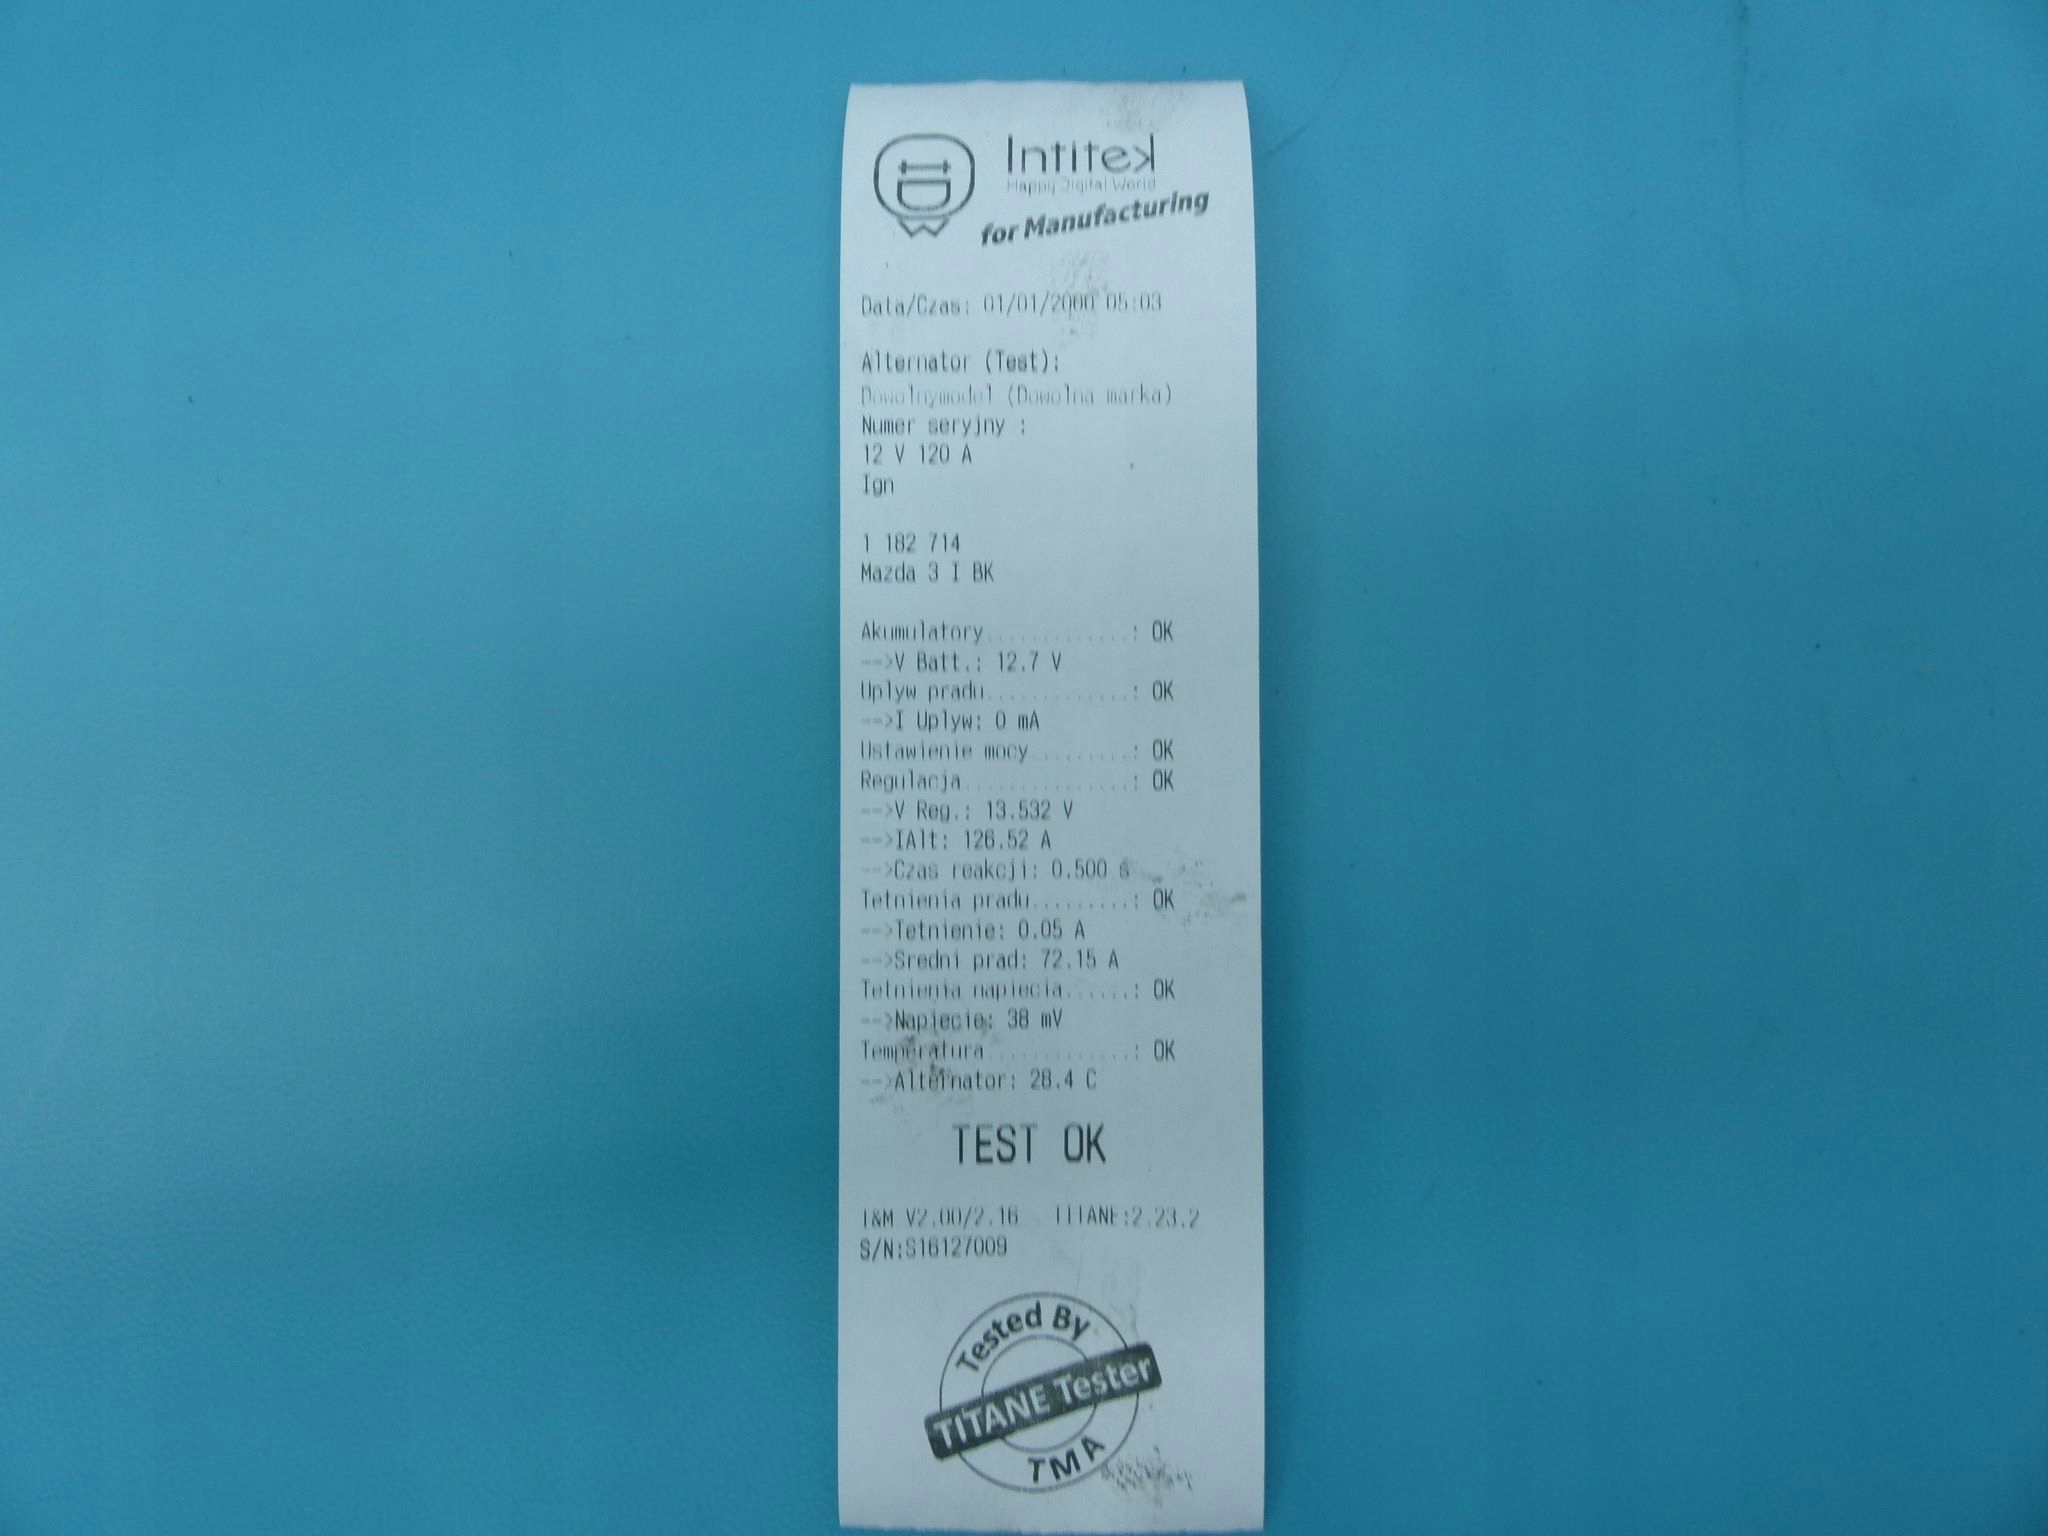 Intitek
Happy Digital World
for Manufacturing
Data/Czas: 01/01/2000 05:03
Alternator (Test):
Dowolnymodel (Dowolna marka)
Numer seryjny :
12 V 120 A
Ign
1 182 714
Mazda 3 I BK
Akumulatory.............: OK
-->V Batt.: 12.7 V
Uplyw pradu.............: OK
-->I Uplyw: 0 mA
Ustawienie mocy.........: OK
Regulacja...............: OK
-->V Reg.: 13.532 V
-->IAlt: 126.52 A
-->Czas reakcji: 0.500 s
Tetnienia pradu.........: OK
-->Tetnienie: 0.05 A
-->Sredni prad: 72.15 A
Tetnienia napiecia......: OK
-->Napiecie: 38 mV
Temperatura.............: OK
-->Alternator: 28.4 C
TEST OK
I&M V2.00/2.16 TITANE:2.23.2
S/N:S16127009
Tested By
TITANE Tester
TMA